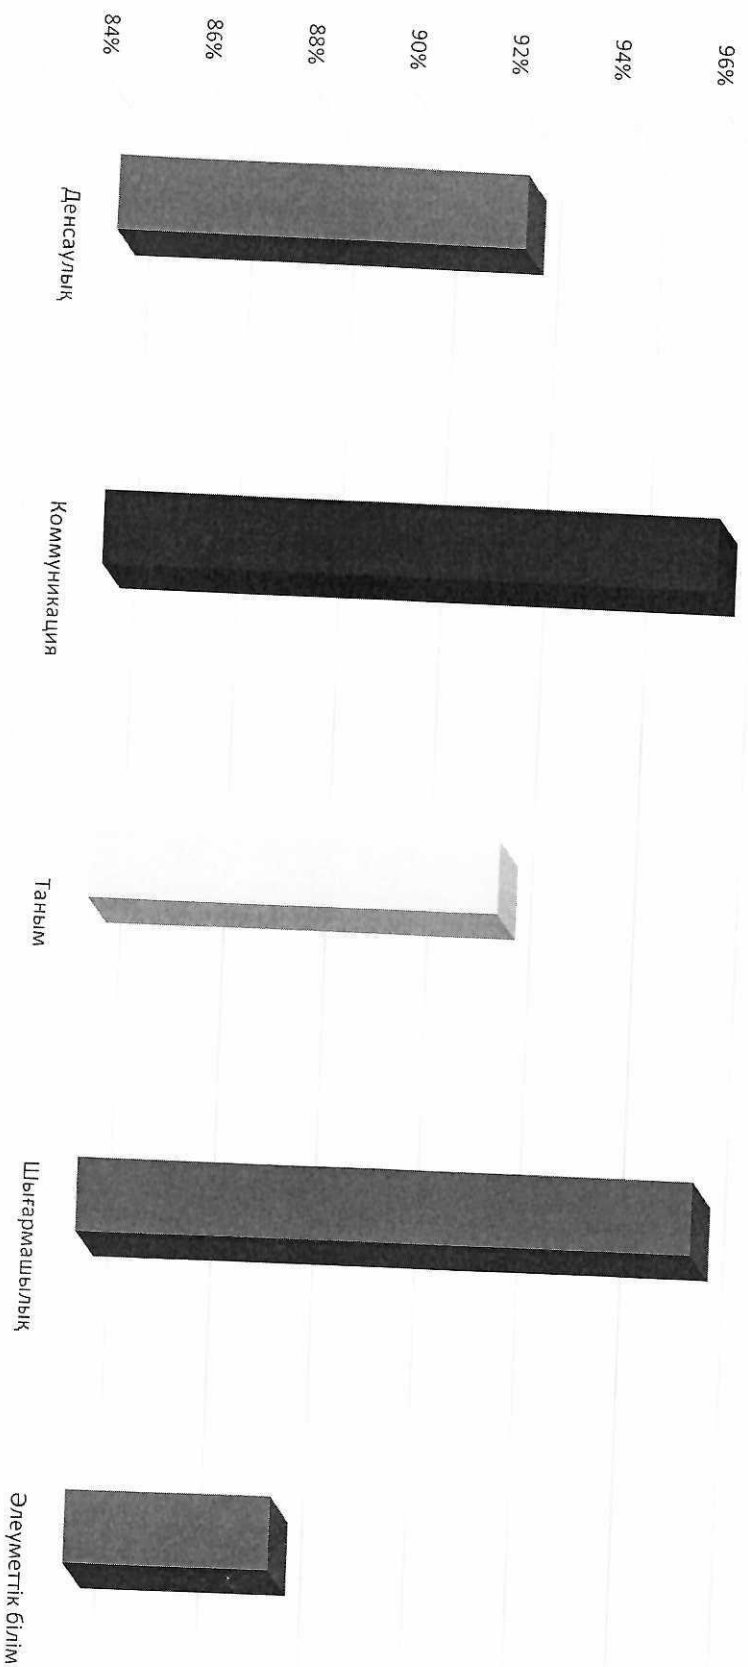 96%
94%
92%
90%
88%
86%
84%
Денсаулық
Коммуникация
Таным
Шығармашылық
Әлеуметтік білім